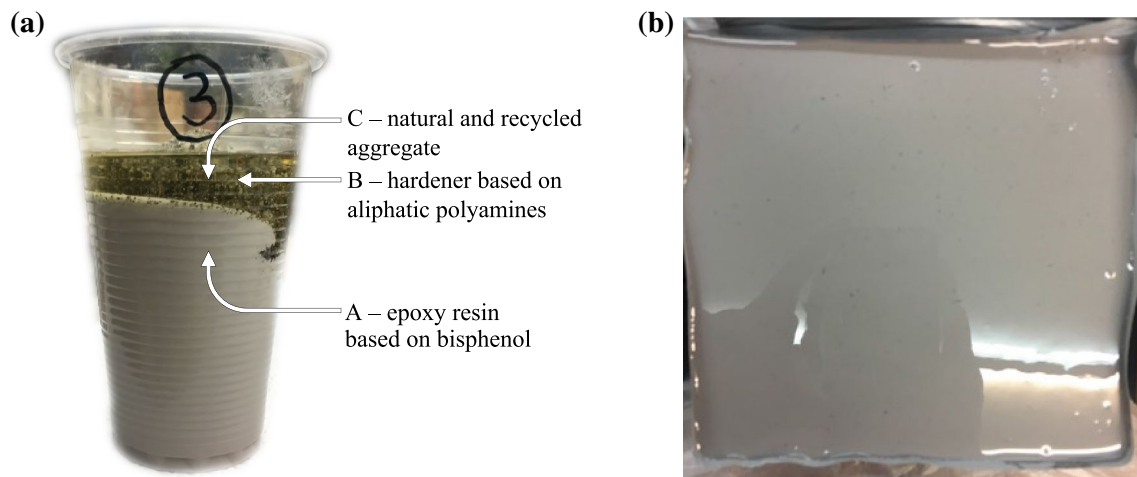 (a)
3
C – natural and recycled
aggregate
B – hardener based on
aliphatic polyamines
A – epoxy resin
based on bisphenol
(b)